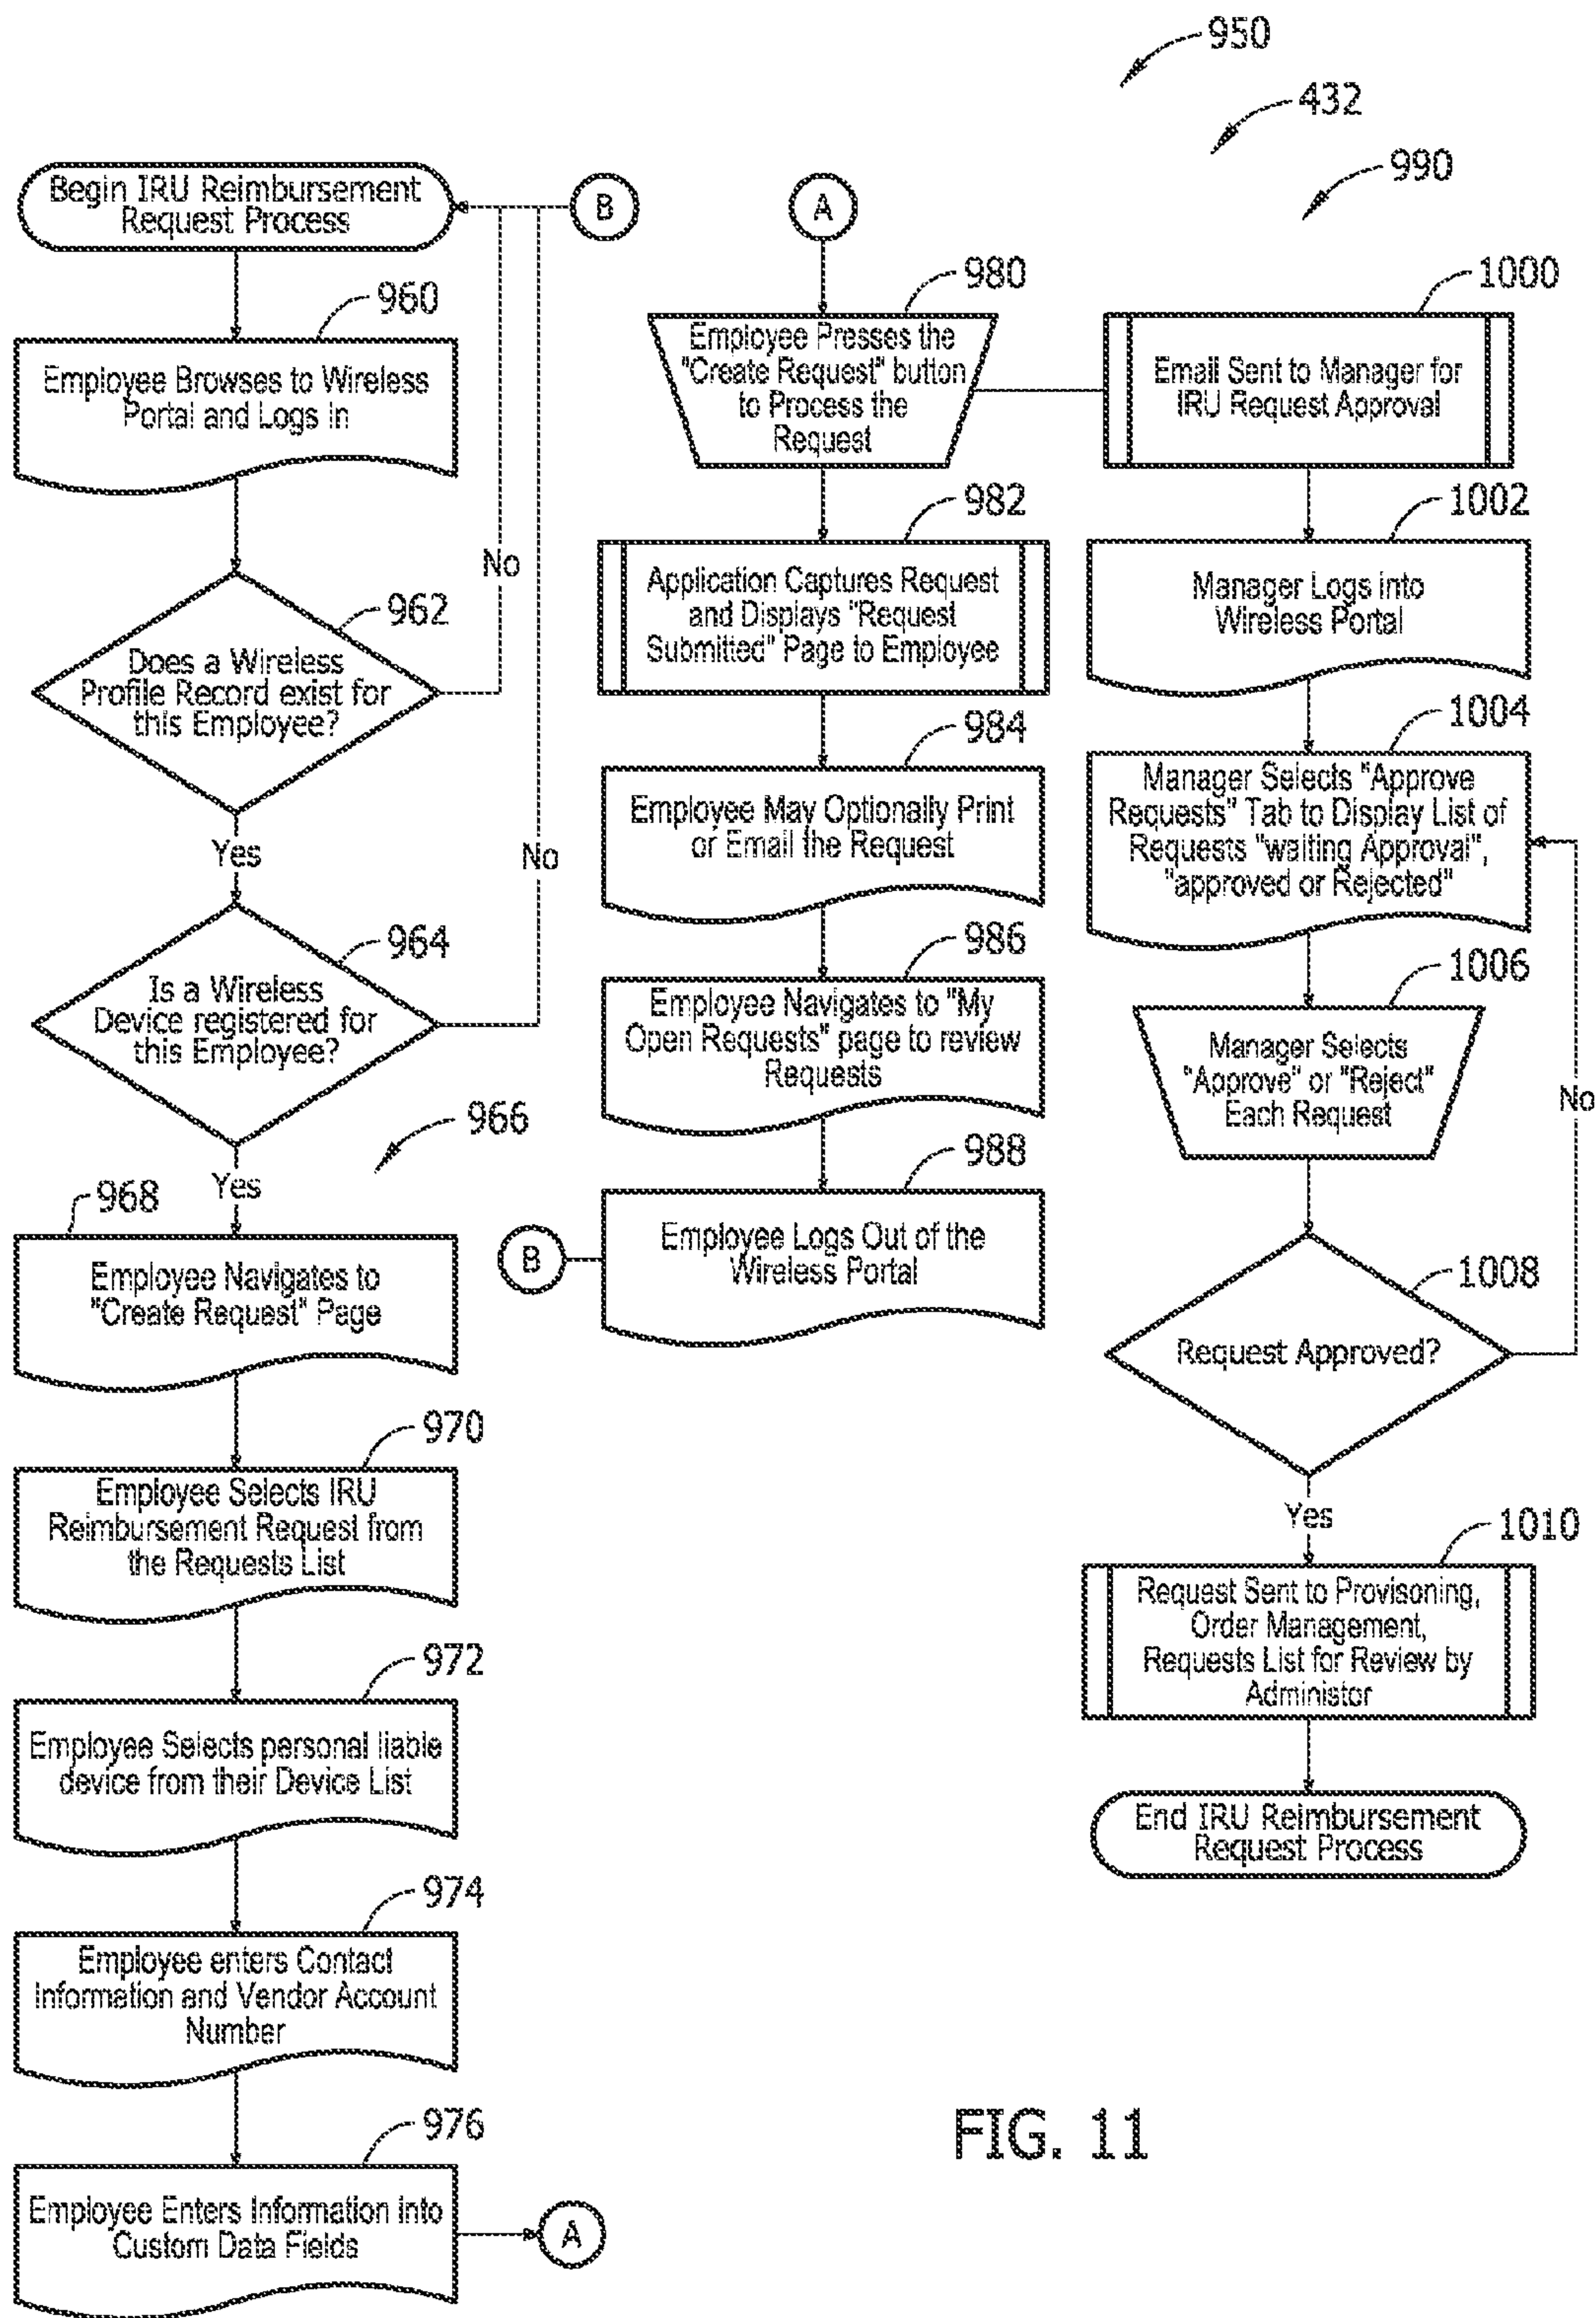 950
432
990
Begin IRU Reimbursement
Request Process
B
960
Employee Browses to Wireless
Portal and Logs in
No
962
Does a Wireless
Profile Record exist for
this Employee?
Yes
No
964
Is a Wireless
Device registered for
this Employee?
966
Yes
968
Employee Navigates to
"Create Request" Page
970
Employee Selects IRU
Reimbursement Request from
the Requests List
972
Employee Selects personal liable
device from their Device List
974
Employee enters Contact
Information and Vendor Account
Number
976
Employee Enters Information into
Custom Data Fields
A
A
980
Employee Presses the
"Create Request" button
to Process the
Request
982
Application Captures Request
and Displays "Request
Submitted" Page to Employee
984
Employee May Optionally Print
or Email the Request
986
Employee Navigates to "My
Open Requests" page to review
Requests
988
Employee Logs Out of the
Wireless Portal
B
1000
Email Sent to Manager for
IRU Request Approval
1002
Manager Logs into
Wireless Portal
1004
Manager Selects "Approve
Requests" Tab to Display List of
Requests "waiting Approval",
"approved or Rejected"
1006
Manager Selects
"Approve" or "Reject"
Each Request
No
1008
Request Approved?
Yes
1010
Request Sent to Provisoning,
Order Management,
Requests List for Review by
Administor
End IRU Reimbursement
Request Process
FIG. 11